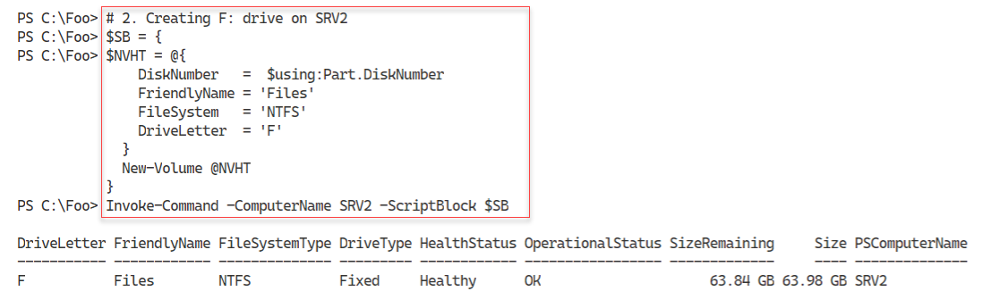 PS C:\Foo> # 2. Creating F: drive on SRV2
PS C:\Foo> $SB = {
PS C:\Foo> $NVHT = @{
    DiskNumber   =  $using:Part.DiskNumber
    FriendlyName = 'Files'
    FileSystem   = 'NTFS'
    DriveLetter  = 'F'
  }
  New-Volume @NVHT
}
PS C:\Foo> Invoke-Command -ComputerName SRV2 -ScriptBlock $SB
DriveLetter FriendlyName FileSystemType DriveType HealthStatus OperationalStatus SizeRemaining     Size PSComputerName
----------- ------------ -------------- --------- ------------ ----------------- -------------     ---- --------------
F           Files        NTFS           Fixed     Healthy      OK                     63.84 GB 63.98 GB SRV2